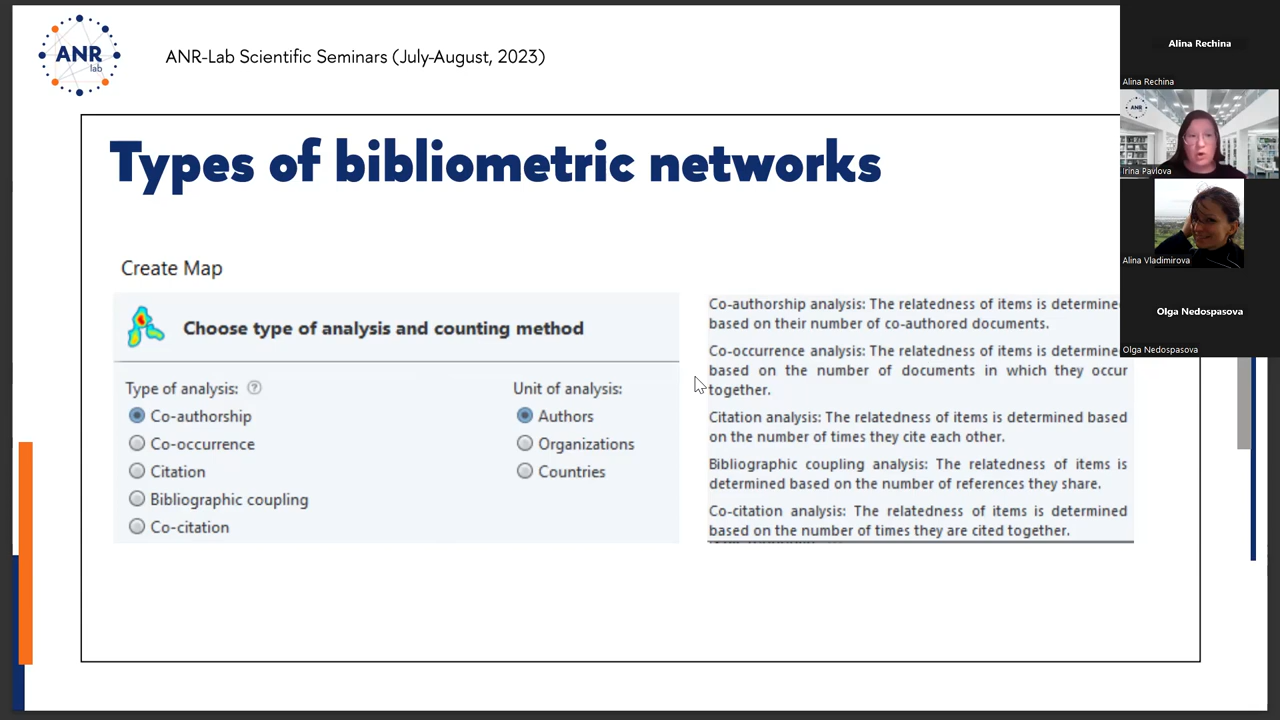 ANR
lab
ANR-Lab Scientific Seminars (July-August, 2023)
Types of bibliometric networks
Create Map
Choose type of analysis and counting method
Type of analysis: ?
Co-authorship
Co-occurrence
Citation
Bibliographic coupling
Co-citation
Unit of analysis:
Authors
Organizations
Countries
Co-authorship analysis: The relatedness of items is determine
based on their number of co-authored documents.
Co-occurrence analysis: The relatedness of items is determine
based on the number of documents in which they occur
together.
Citation analysis: The relatedness of items is determined based
on the number of times they cite each other.
Bibliographic coupling analysis: The relatedness of items is
determined based on the number of references they share.
Co-citation analysis: The relatedness of items is determined
based on the number of times they are cited together.
Alina Rechina
Alina Rechina
ANR
Irina Pavlova
Alina Vladimirova
Olga Nedospasova
Olga Nedospasova